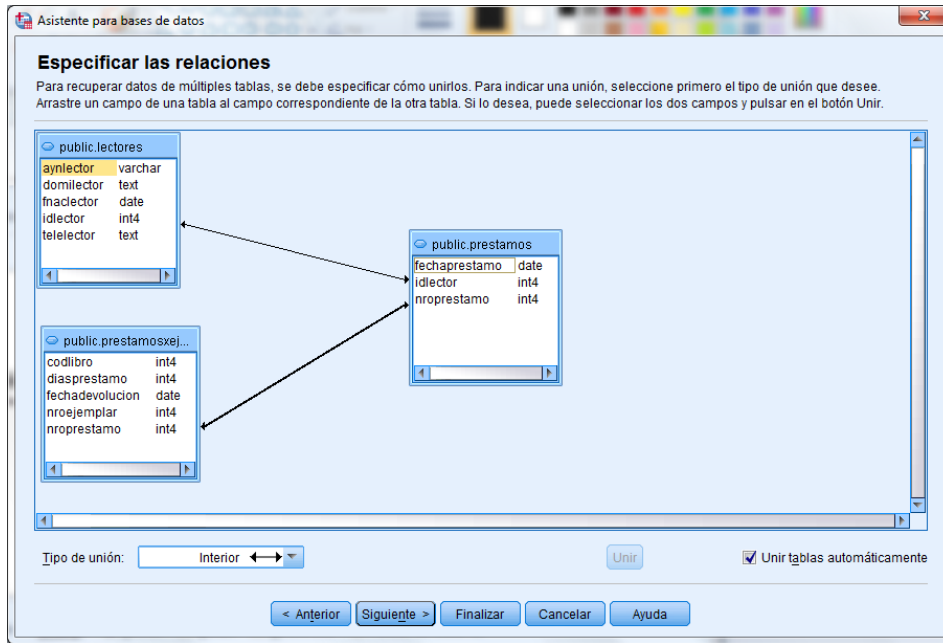 Asistente para bases de datos
Especificar las relaciones
Para recuperar datos de múltiples tablas, se debe especificar cómo unirlos. Para indicar una unión, seleccione primero el tipo de unión que desee.
Arrastre un campo de una tabla al campo correspondiente de la otra tabla. Si lo desea, puede seleccionar los dos campos y pulsar en el botón Unir.
public.lectores
aynlector varchar
domilector text
fnaclector date
idlector int4
telelector text
public.prestamos
fechaprestamo date
idlector int4
nroprestamo int4
public.prestamosxej...
codlibro int4
diasprestamo int4
fechadevolucion date
nroejemplar int4
nroprestamo int4
Tipo de unión: Interior Unir Unir tablas automáticamente
< Anterior Siguiente > Finalizar Cancelar Ayuda